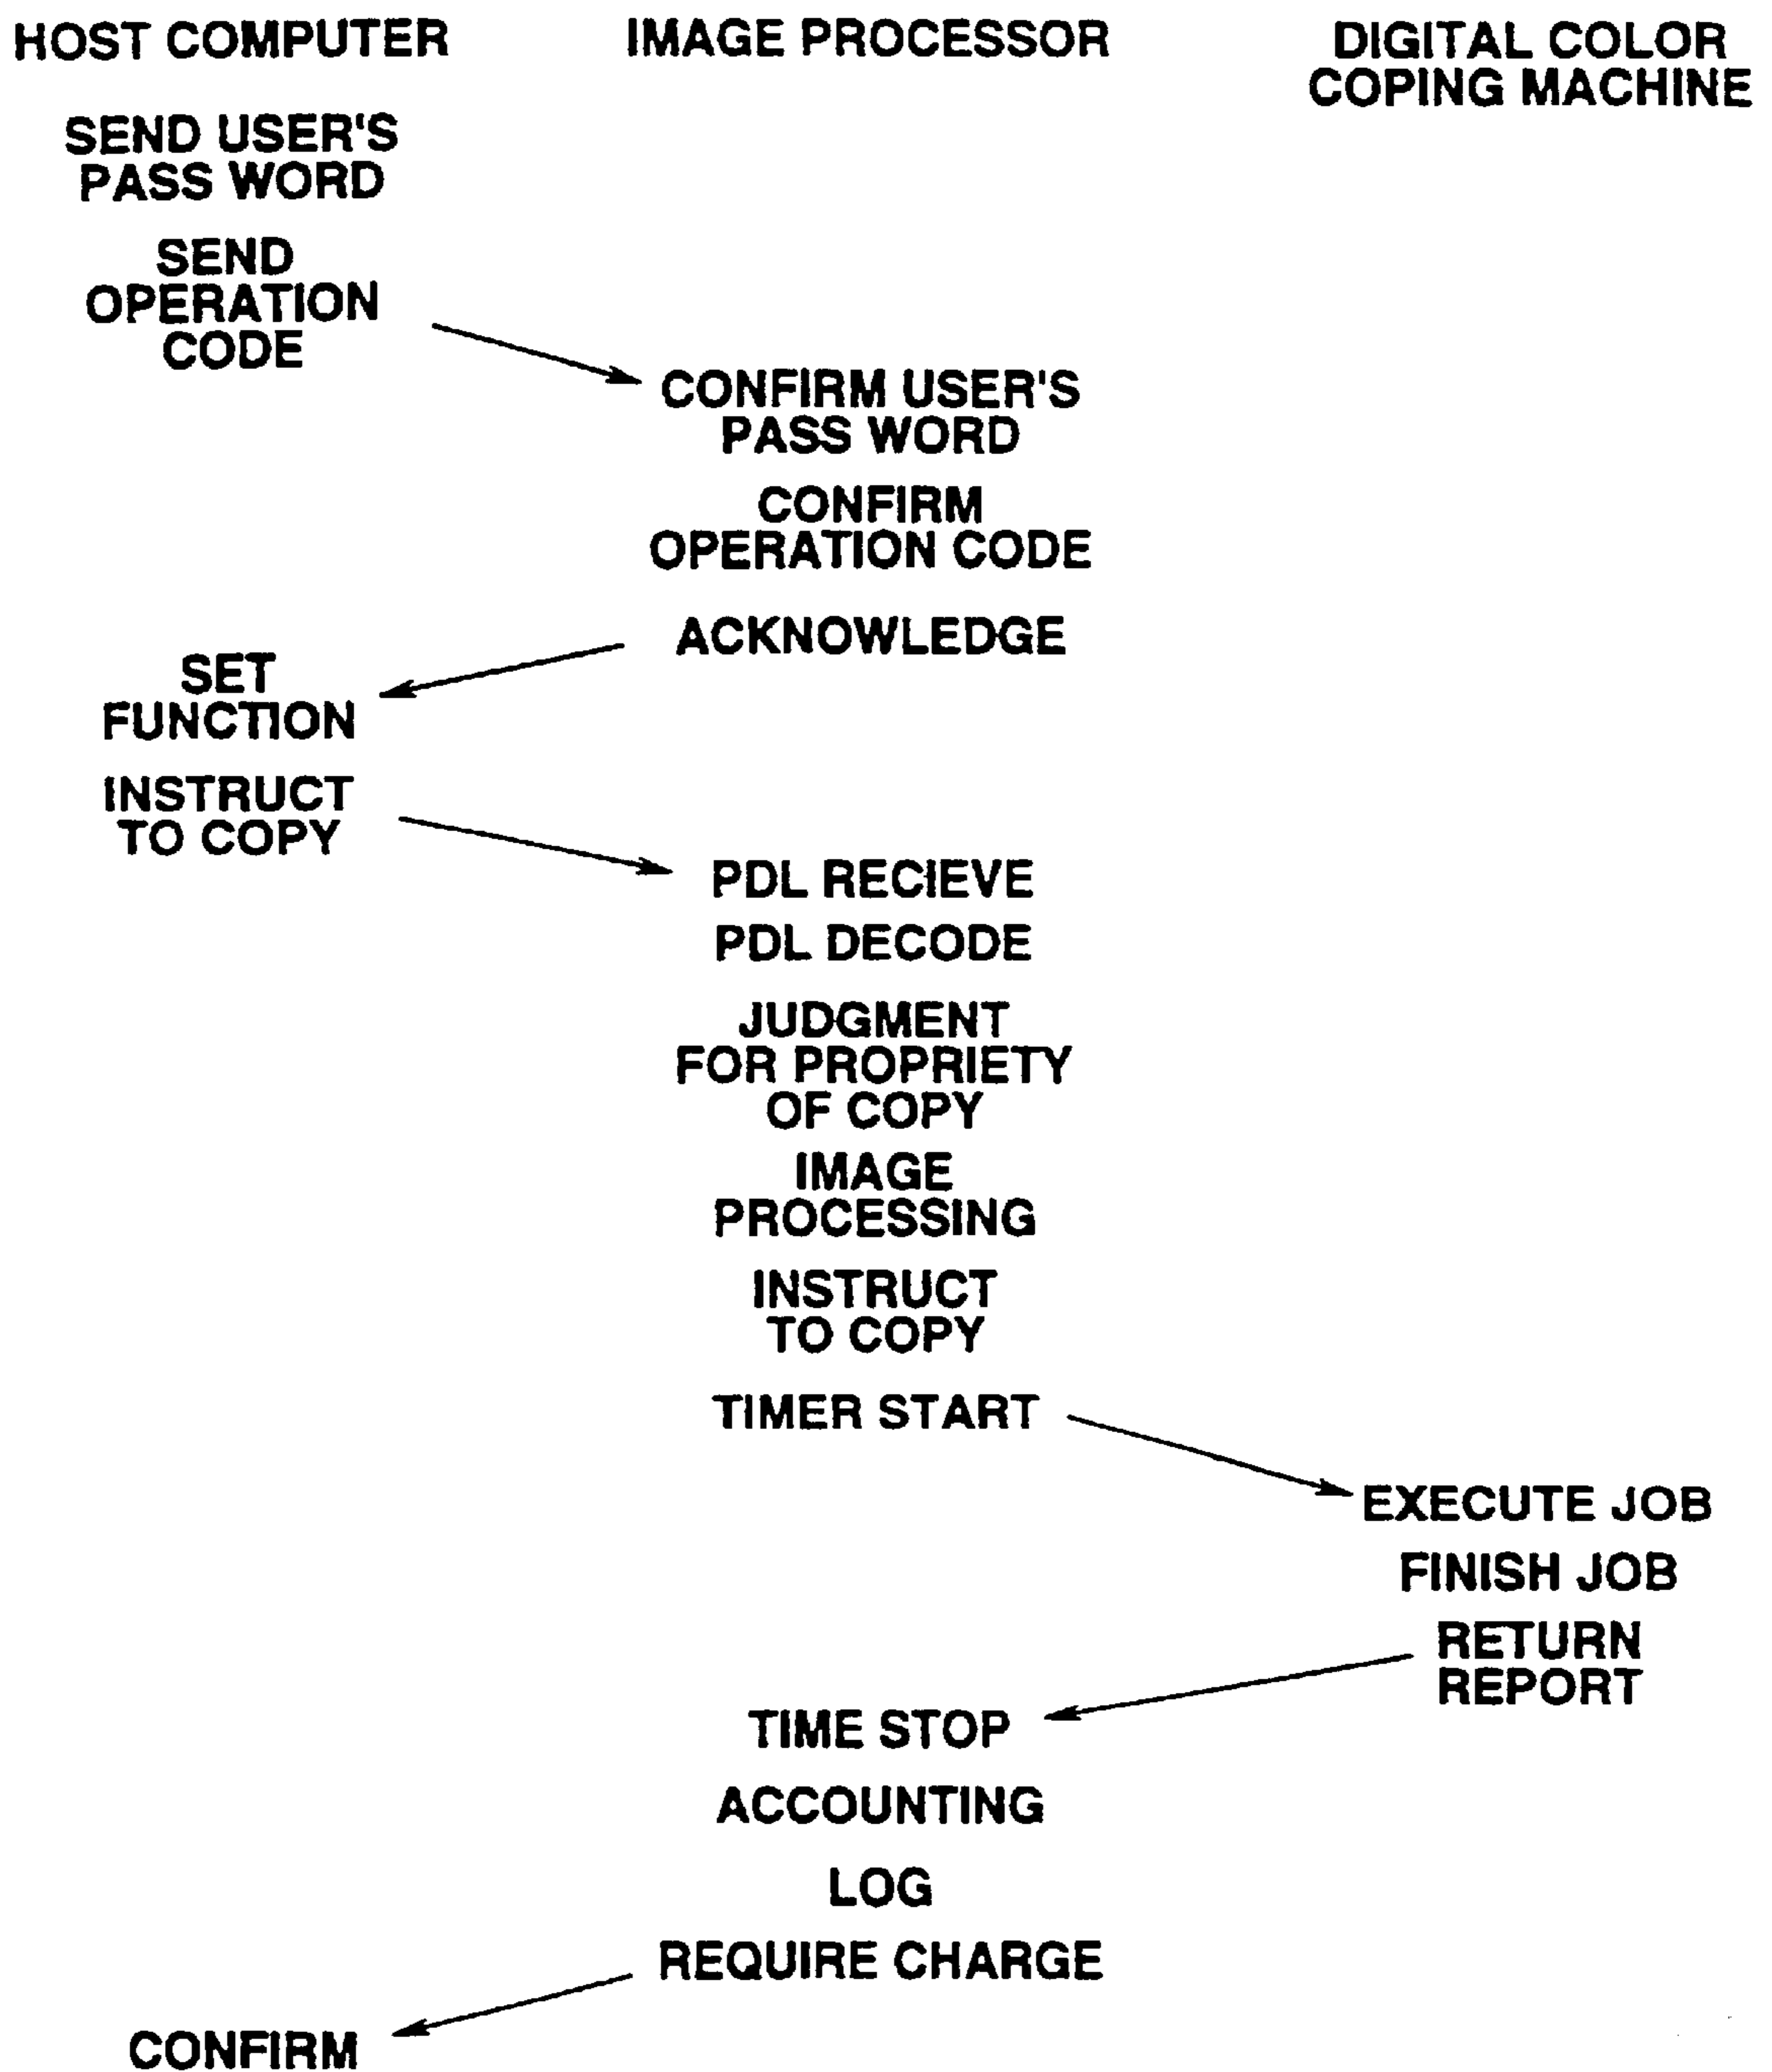 HOST COMPUTER
IMAGE PROCESSOR
DIGITAL COLOR
COPING MACHINE
SEND USER'S
PASS WORD
SEND
OPERATION
CODE
CONFIRM USER'S
PASS WORD
CONFIRM
OPERATION CODE
ACKNOWLEDGE
SET
FUNCTION
INSTRUCT
TO COPY
PDL RECIEVE
PDL DECODE
JUDGMENT
FOR PROPRIETY
OF COPY
IMAGE
PROCESSING
INSTRUCT
TO COPY
TIMER START
EXECUTE JOB
FINISH JOB
RETURN
REPORT
TIME STOP
ACCOUNTING
LOG
REQUIRE CHARGE
CONFIRM